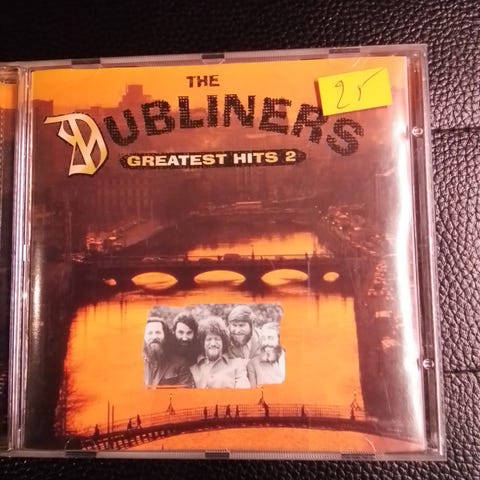 THE
DUBLINERS
GREATEST HITS 2
25